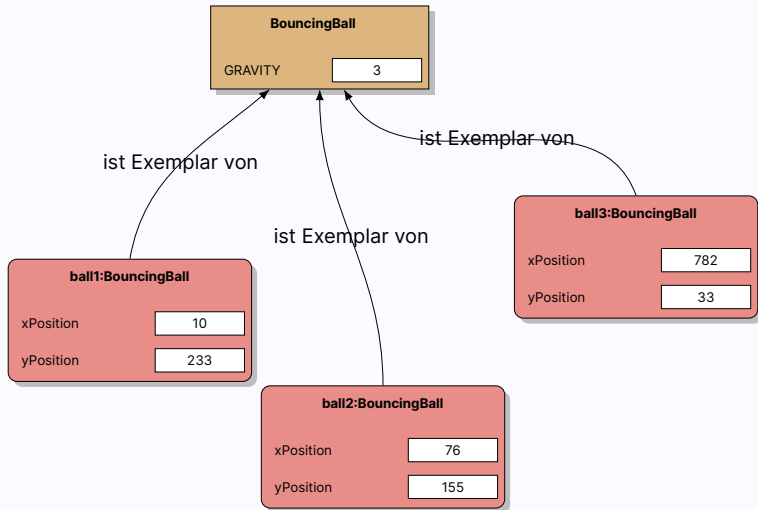 BouncingBall
GRAVITY 3
ist Exemplar von
ist Exemplar von
ist Exemplar von
ball3:BouncingBall
xPosition 782
yPosition 33
ball1:BouncingBall
xPosition 10
yPosition 233
ball2:BouncingBall
xPosition 76
yPosition 155